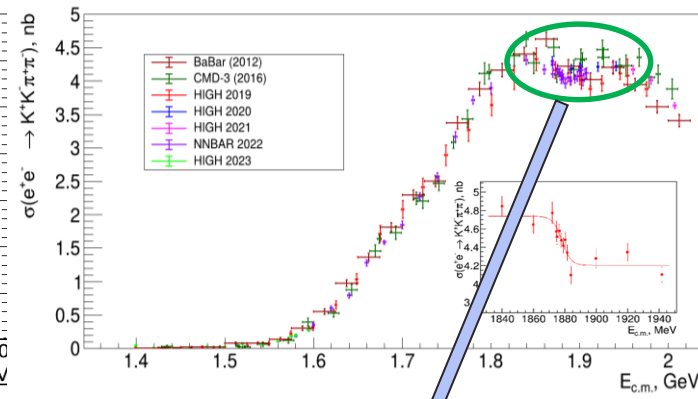 σ(e⁺e⁻ → K⁺K⁻π⁺π⁻), nb
5
4.5
4
3.5
3
2.5
2
1.5
1
0.5
0
BaBar (2012)
CMD-3 (2016)
HIGH 2019
HIGH 2020
HIGH 2021
NNBAR 2022
HIGH 2023
σ(e⁺e⁻ → K⁺K⁻π⁺π⁻), nb
5
4.8
4.6
4.4
4.2
1840 1860 1880 1900 1920 1940
E_c.m., MeV
1.4 1.5 1.6 1.7 1.8 1.9 2
E_c.m., GeV